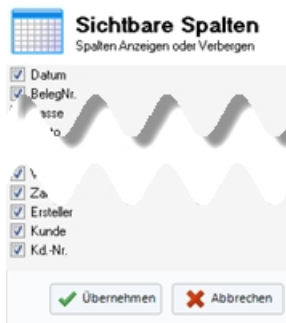 Sichtbare Spalten
Spalten Anzeigen oder Verbergen
Datum
BelegNr.
Ersteller
Kunde
Kd.-Nr.
Übernehmen
Abbrechen